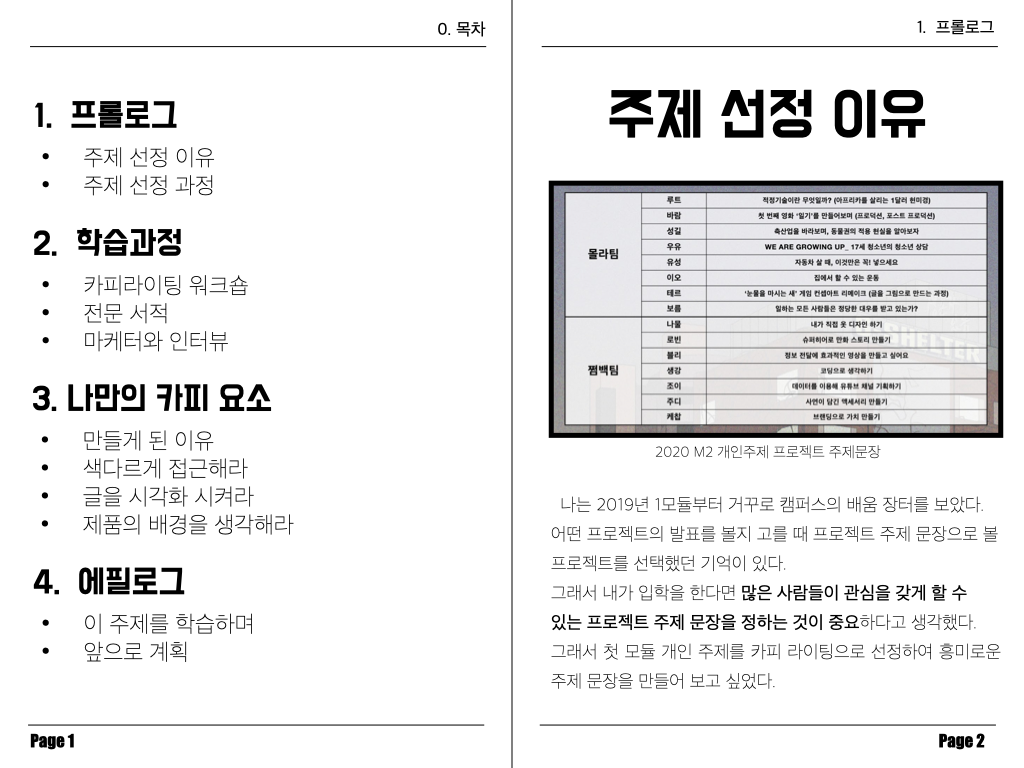 0. 목차
1. 프롤로그
• 주제 선정 이유
• 주제 선정 과정
2. 학습과정
• 카피라이팅 워크숍
• 전문 서적
• 마케터와 인터뷰
3. 나만의 카피 요소
• 만들게 된 이유
• 색다르게 접근해라
• 글을 시각화 시켜라
• 제품의 배경을 생각해라
4. 에필로그
• 이 주제를 학습하며
• 앞으로 계획
Page 1
1. 프롤로그
주제 선정 이유
몰라팀
루트 적정기술이란 무엇일까? (아프리카를 살리는 1달러 현미경)
바람 첫 번째 영화 '일기'를 만들어보며 (프로덕션, 포스트 프로덕션)
성길 축산업을 바라보며, 동물권의 적용 현실을 알아보자
우유 WE ARE GROWING UP_ 17세 청소년의 청소년 상담
유성 자동차 살 때, 이것만은 꼭! 넣으세요
이오 집에서 할 수 있는 운동
테르 '눈물을 마시는 새' 게임 컨셉아트 리메이크 (글을 그림으로 만드는 과정)
보름 일하는 모든 사람들은 정당한 대우를 받고 있는가?
쩜백팀
나물 내가 직접 옷 디자인 하기
로빈 슈퍼히어로 만화 스토리 만들기
볼리 정보 전달에 효과적인 영상을 만들고 싶어요
생강 코딩으로 생각하기
조이 데이터를 이용해 유튜브 채널 기획하기
주디 사연이 담긴 액세서리 만들기
케찹 브랜딩으로 가치 만들기
SHELTER
2020 M2 개인주제 프로젝트 주제문장
나는 2019년 1모듈부터 거꾸로 캠퍼스의 배움 장터를 보았다.
어떤 프로젝트의 발표를 볼지 고를 때 프로젝트 주제 문장으로 볼
프로젝트를 선택했던 기억이 있다.
그래서 내가 입학을 한다면 많은 사람들이 관심을 갖게 할 수
있는 프로젝트 주제 문장을 정하는 것이 중요하다고 생각했다.
그래서 첫 모듈 개인 주제를 카피 라이팅으로 선정하여 흥미로운
주제 문장을 만들어 보고 싶었다.
Page 2